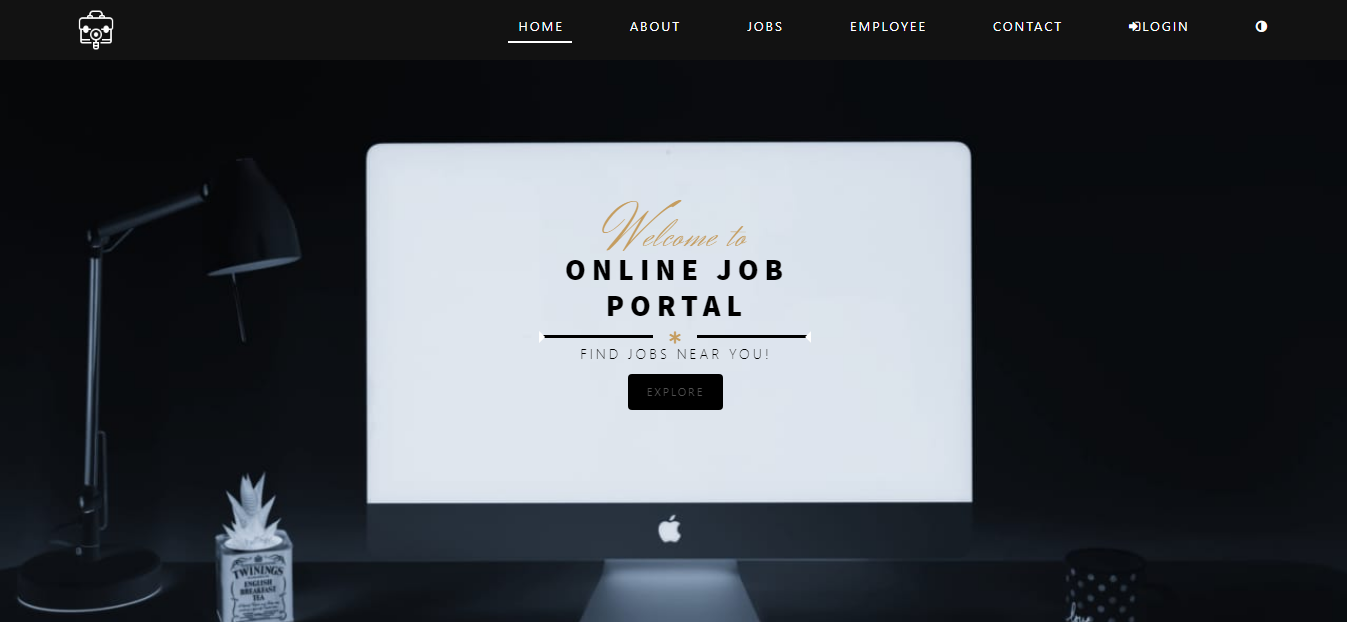 HOME ABOUT JOBS EMPLOYEE CONTACT LOGIN
Welcome to
ONLINE JOB
PORTAL
*
FIND JOBS NEAR YOU!
EXPLORE
TWININGS
ENGLISH
BREAKFAST
TEA
love